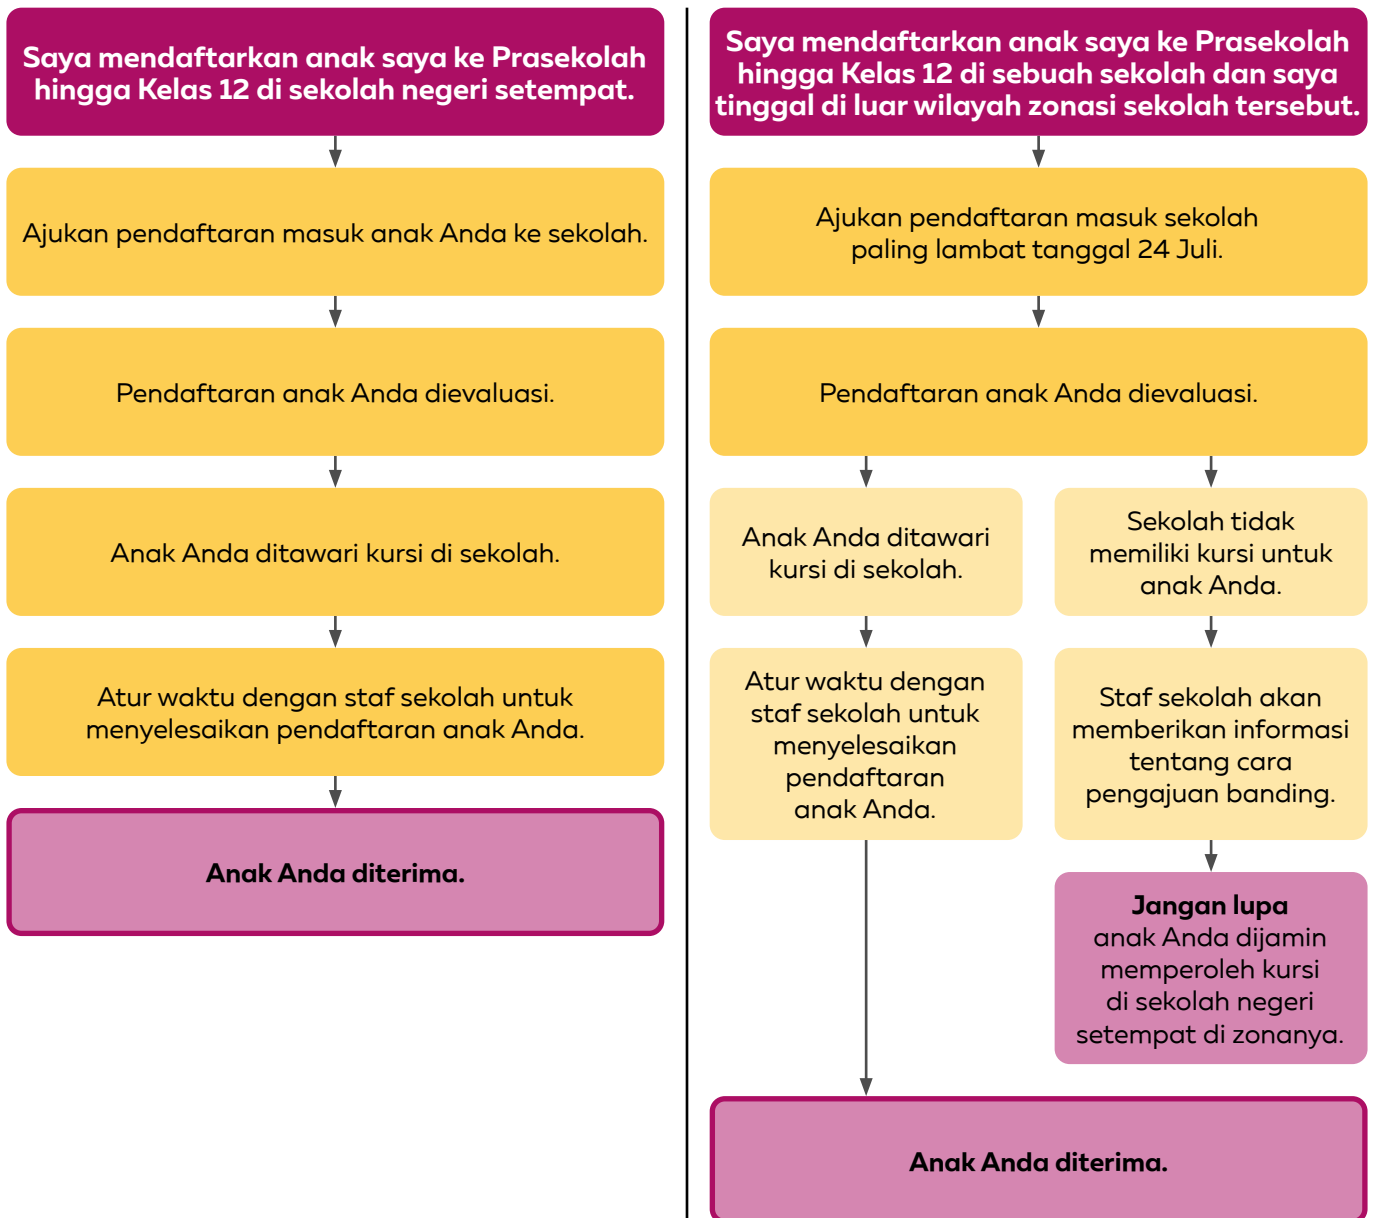 Saya mendaftarkan anak saya ke Prasekolah
hingga Kelas 12 di sekolah negeri setempat.
Ajukan pendaftaran masuk anak Anda ke sekolah.
Pendaftaran anak Anda dievaluasi.
Anak Anda ditawari kursi di sekolah.
Atur waktu dengan staf sekolah untuk
menyelesaikan pendaftaran anak Anda.
Anak Anda diterima.
Saya mendaftarkan anak saya ke Prasekolah
hingga Kelas 12 di sebuah sekolah dan saya
tinggal di luar wilayah zonasi sekolah tersebut.
Ajukan pendaftaran masuk sekolah
paling lambat tanggal 24 Juli.
Pendaftaran anak Anda dievaluasi.
Anak Anda ditawari
kursi di sekolah.
Atur waktu dengan
staf sekolah untuk
menyelesaikan
pendaftaran
anak Anda.
Sekolah tidak
memiliki kursi untuk
anak Anda.
Staf sekolah akan
memberikan informasi
tentang cara
pengajuan banding.
Jangan lupa
anak Anda dijamin
memperoleh kursi
di sekolah negeri
setempat di zonanya.
Anak Anda diterima.